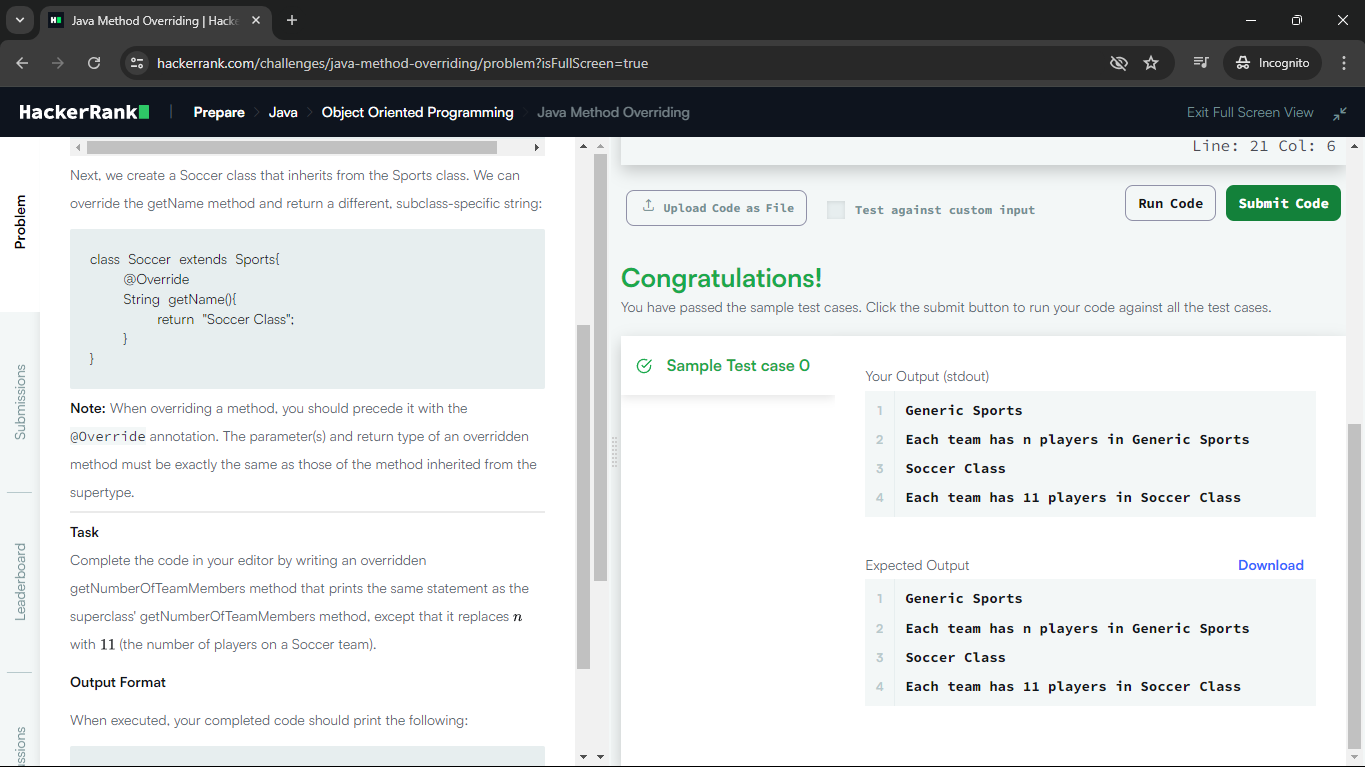 Java Method Overriding | Hacke
hackerrank.com/challenges/java-method-overriding/problem?isFullScreen=true
Incognito
HackerRank
Prepare
Java
Object Oriented Programming
Java Method Overriding
Exit Full Screen View
Problem
Submissions
Leaderboard
ssions
Next, we create a Soccer class that inherits from the Sports class. We can
override the getName method and return a different, subclass-specific string:
class Soccer extends Sports{
@Override
String getName(){
return "Soccer Class";
}
}
Note: When overriding a method, you should precede it with the
@Override annotation. The parameter(s) and return type of an overridden
method must be exactly the same as those of the method inherited from the
supertype.
Task
Complete the code in your editor by writing an overridden
getNumberOfTeamMembers method that prints the same statement as the
superclass' getNumberOfTeamMembers method, except that it replaces n
with 11 (the number of players on a Soccer team).
Output Format
When executed, your completed code should print the following:
Line: 21 Col: 6
Upload Code as File
Test against custom input
Run Code
Submit Code
Congratulations!
You have passed the sample test cases. Click the submit button to run your code against all the test cases.
Sample Test case 0
Your Output (stdout)
1 Generic Sports
2 Each team has n players in Generic Sports
3 Soccer Class
4 Each team has 11 players in Soccer Class
Expected Output
Download
1 Generic Sports
2 Each team has n players in Generic Sports
3 Soccer Class
4 Each team has 11 players in Soccer Class